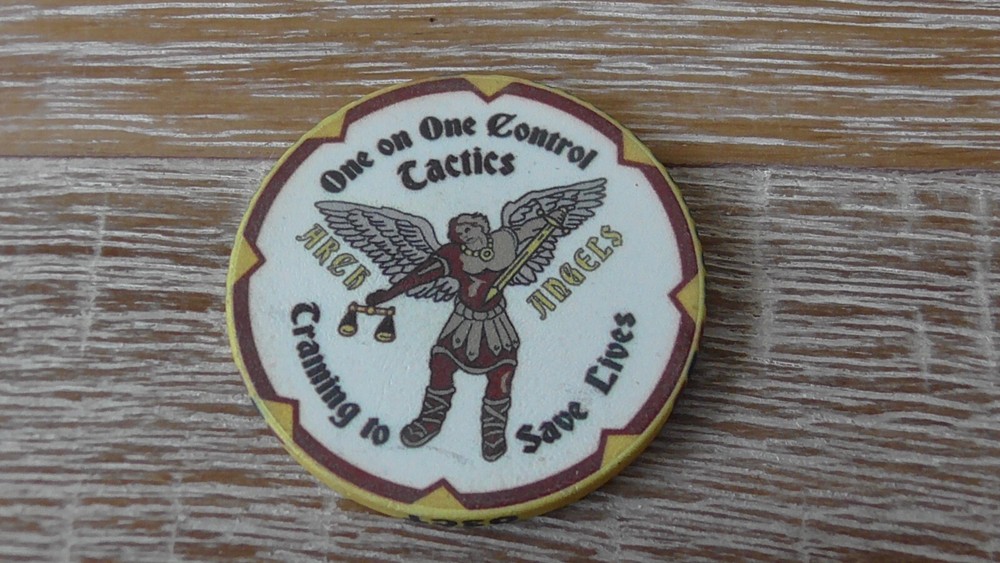 One on One Control
Tactics
ARCH
ANGELS
Training to
Save Lives